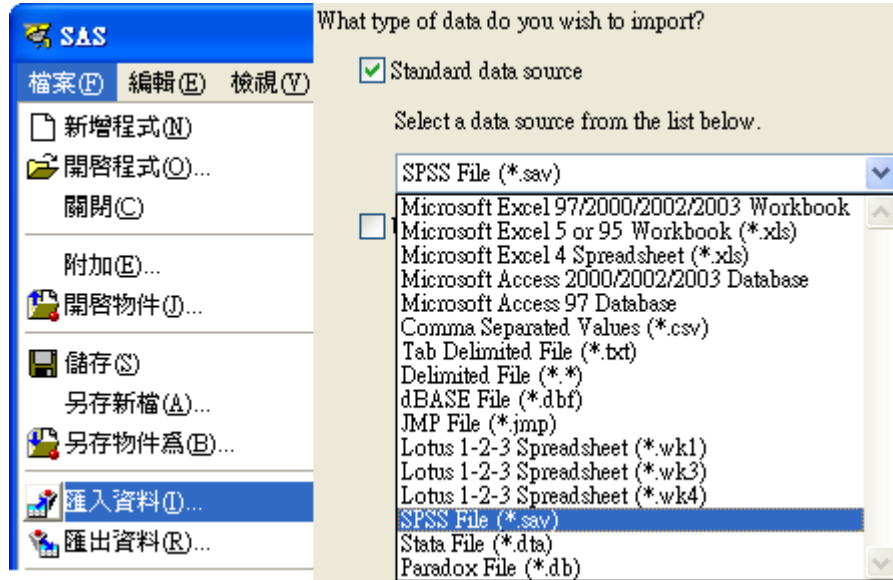 SAS
檔案(F) 編輯(E) 檢視(V)
新增程式(N)
開啓程式(O)...
關閉(C)
附加(E)...
開啓物件(J)...
儲存(S)
另存新檔(A)...
另存物件爲(B)...
匯入資料(I)...
匯出資料(R)...
What type of data do you wish to import?
Standard data source
Select a data source from the list below.
SPSS File (*.sav)
Microsoft Excel 97/2000/2002/2003 Workbook
Microsoft Excel 5 or 95 Workbook (*.xls)
Microsoft Excel 4 Spreadsheet (*.xls)
Microsoft Access 2000/2002/2003 Database
Microsoft Access 97 Database
Comma Separated Values (*.csv)
Tab Delimited File (*.txt)
Delimited File (*.*)
dBASE File (*.dbf)
JMP File (*.jmp)
Lotus 1-2-3 Spreadsheet (*.wk1)
Lotus 1-2-3 Spreadsheet (*.wk3)
Lotus 1-2-3 Spreadsheet (*.wk4)
SPSS File (*.sav)
Stata File (*.dta)
Paradox File (*.db)